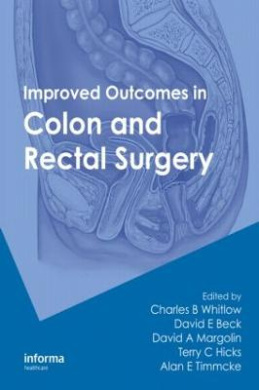 Improved Outcomes in
Colon and
Rectal Surgery
Edited by
Charles B Whitlow
David E Beck
David A Margolin
Terry C Hicks
Alan E Timmcke
informa
healthcare